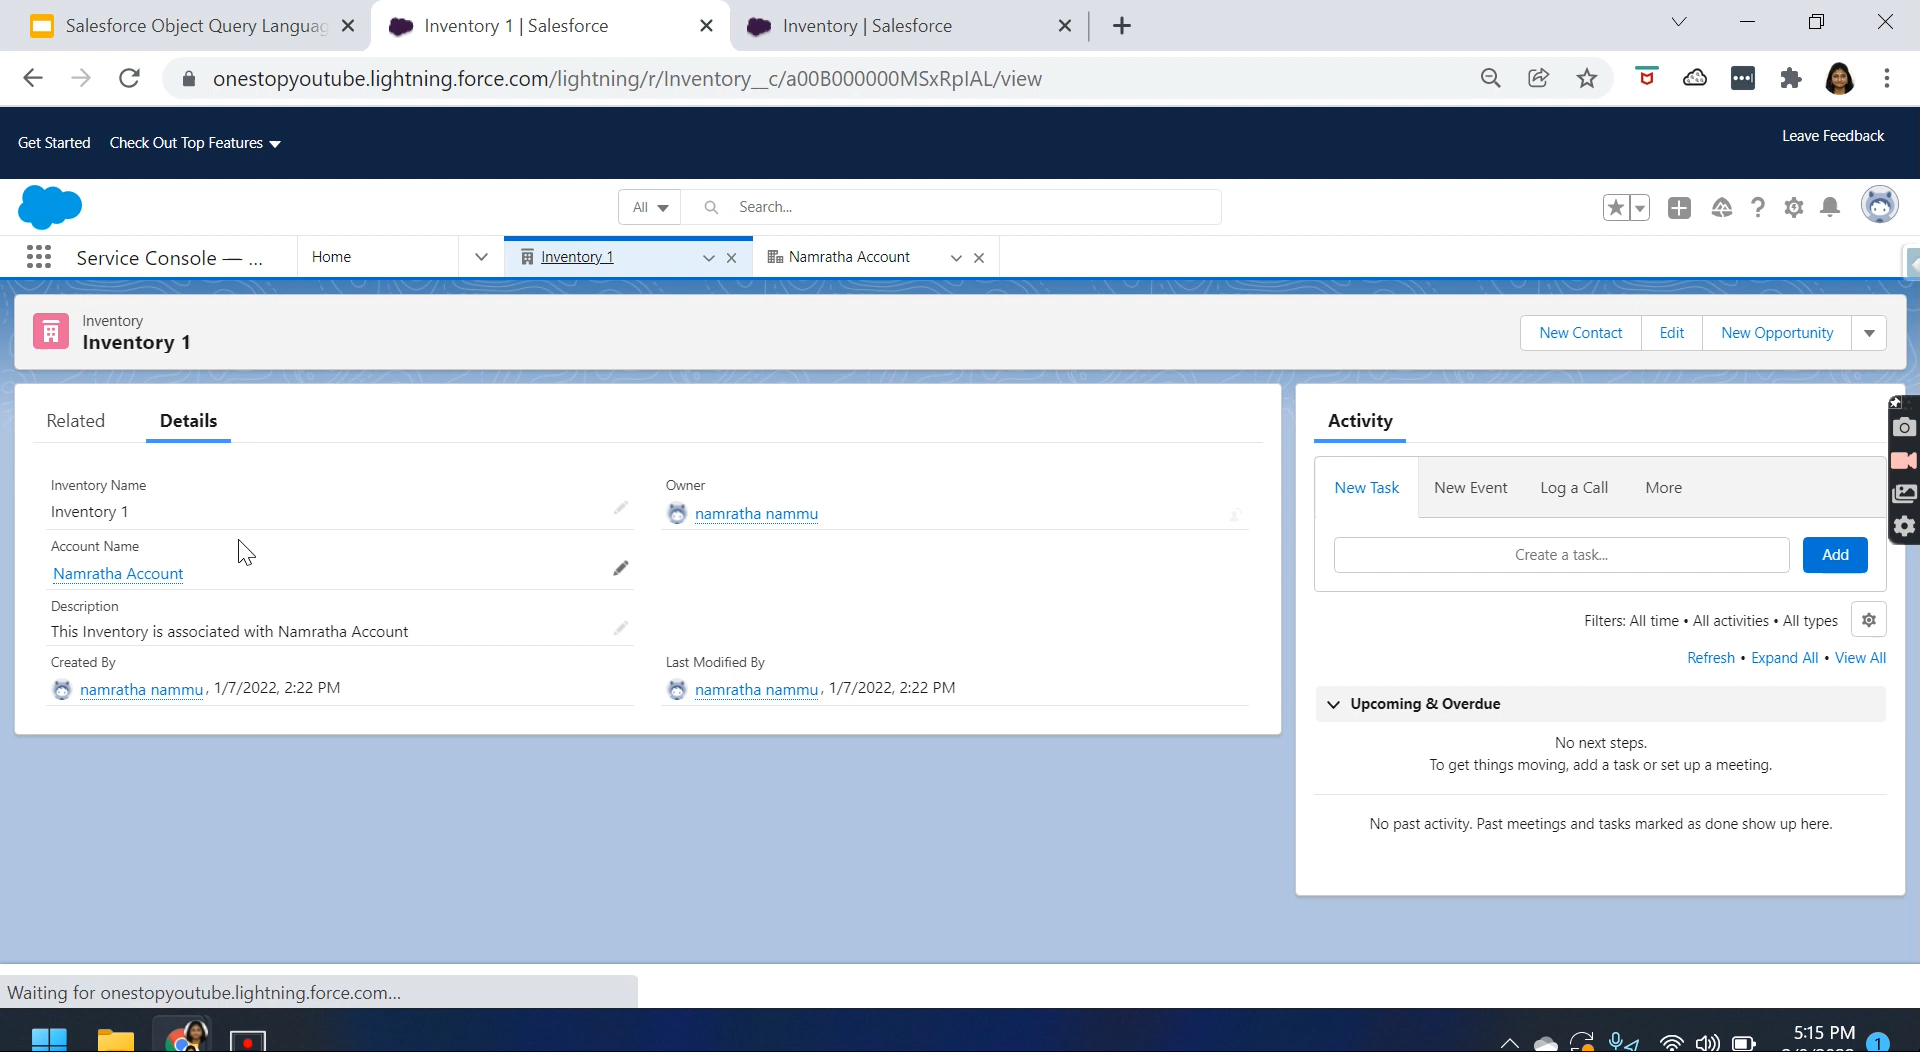 Salesforce Object Query Languag
Inventory 1 | Salesforce
Inventory | Salesforce
onestopyoutube.lightning.force.com/lightning/r/Inventory__c/a00B000000MSxRpIAL/view
Get Started
Check Out Top Features
Leave Feedback
All
Search...
Service Console — ...
Home
Inventory 1
Namratha Account
Inventory
Inventory 1
New Contact
Edit
New Opportunity
Related
Details
Activity
Inventory Name
Inventory 1
Owner
namratha nammu
Account Name
Namratha Account
Description
This Inventory is associated with Namratha Account
Created By
namratha nammu, 1/7/2022, 2:22 PM
Last Modified By
namratha nammu, 1/7/2022, 2:22 PM
New Task
New Event
Log a Call
More
Create a task...
Add
Filters: All time • All activities • All types
Refresh • Expand All • View All
Upcoming & Overdue
No next steps.
To get things moving, add a task or set up a meeting.
No past activity. Past meetings and tasks marked as done show up here.
Waiting for onestopyoutube.lightning.force.com...
5:15 PM
1